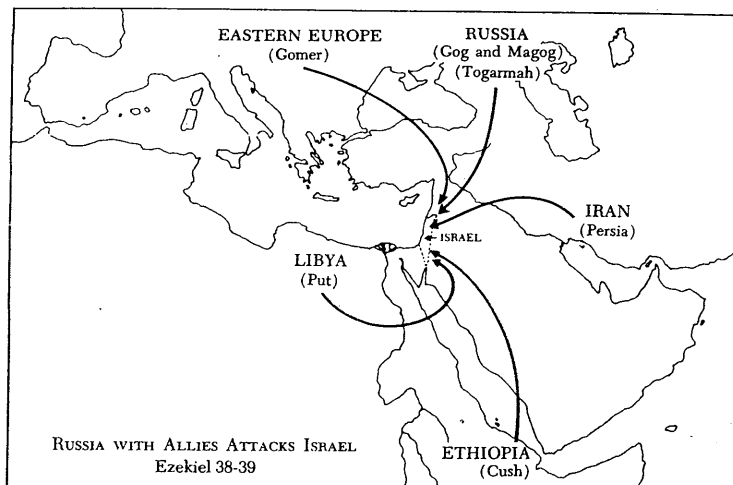 EASTERN EUROPE
(Gomer)
RUSSIA
(Gog and Magog)
(Togarmah)
IRAN
(Persia)
ISRAEL
LIBYA
(Put)
ETHIOPIA
(Cush)
RUSSIA WITH ALLIES ATTACKS ISRAEL
Ezekiel 38-39